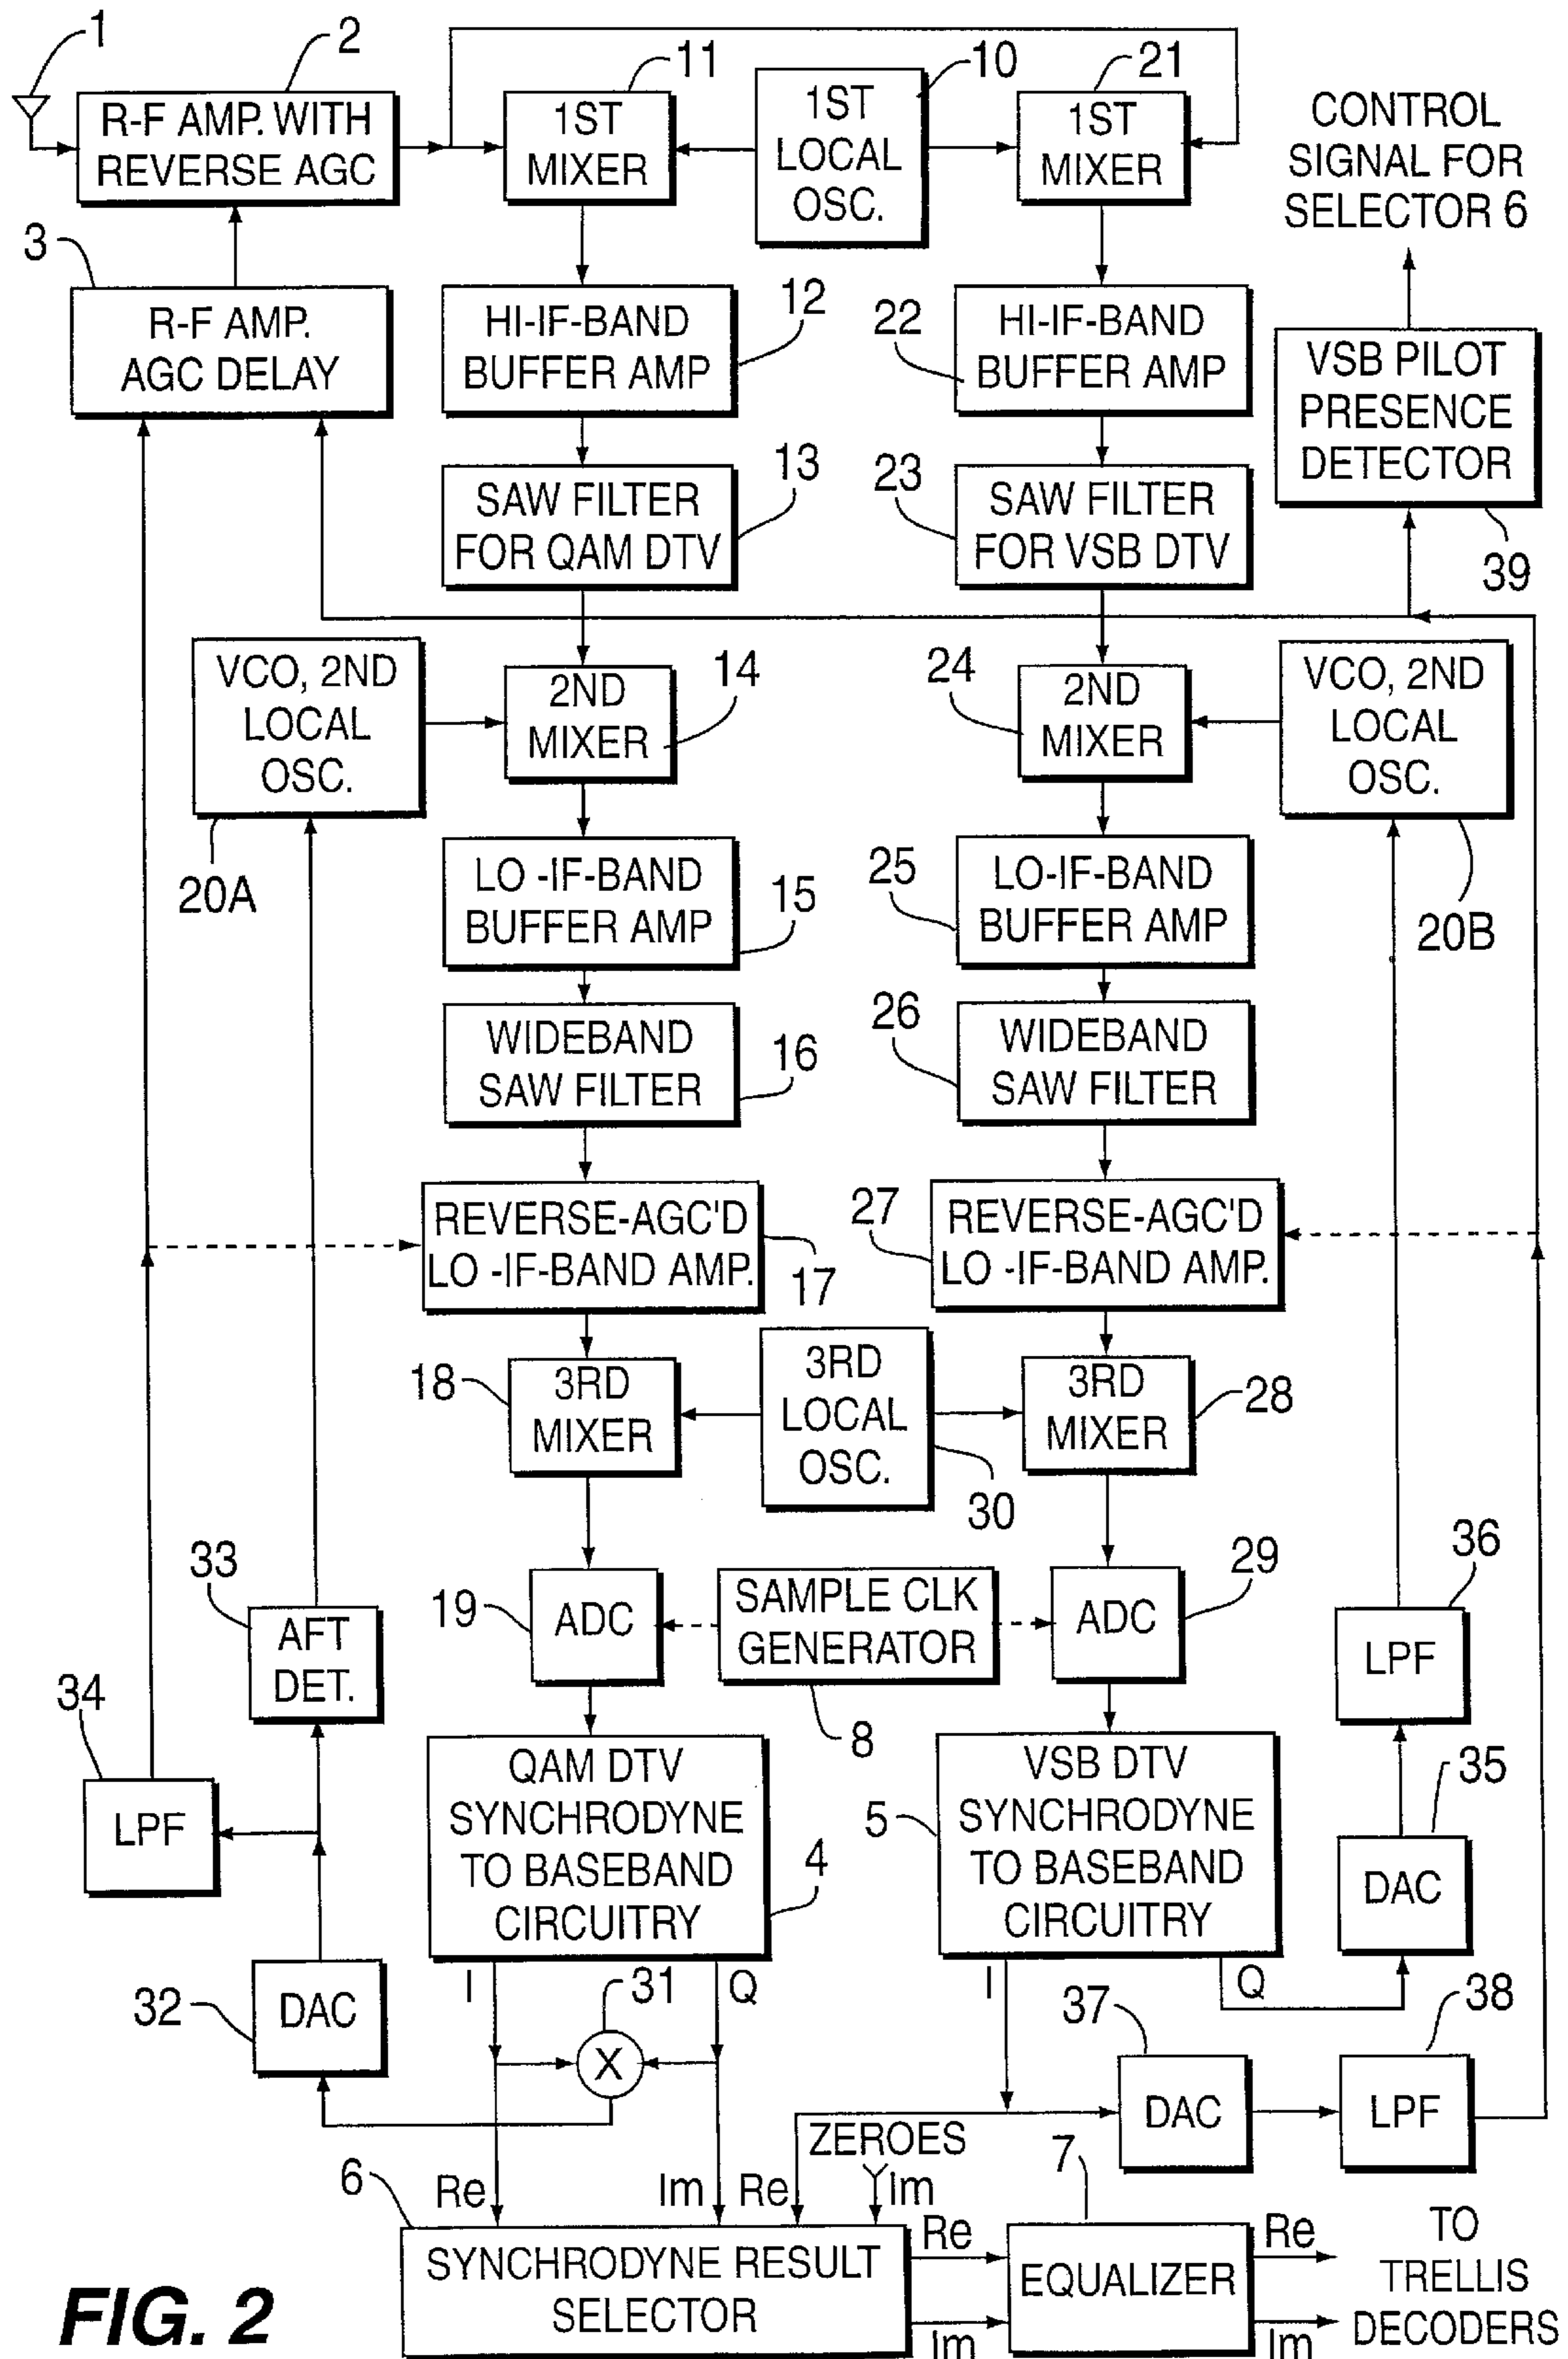 1
2
11
10
21
R-F AMP. WITH
REVERSE AGC
1ST
MIXER
1ST
LOCAL
OSC.
1ST
MIXER
CONTROL
SIGNAL FOR
SELECTOR 6
3
R-F AMP.
AGC DELAY
HI-IF-BAND
BUFFER AMP
12
22
HI-IF-BAND
BUFFER AMP
VSB PILOT
PRESENCE
DETECTOR
39
SAW FILTER
FOR QAM DTV
13
23
SAW FILTER
FOR VSB DTV
VCO, 2ND
LOCAL
OSC.
20A
2ND
MIXER
14
24
2ND
MIXER
VCO, 2ND
LOCAL
OSC.
20B
LO -IF-BAND
BUFFER AMP
15
25
LO-IF-BAND
BUFFER AMP
WIDEBAND
SAW FILTER
16
26
WIDEBAND
SAW FILTER
REVERSE-AGC'D
LO -IF-BAND AMP.
17
27
REVERSE-AGC'D
LO -IF-BAND AMP.
18
3RD
MIXER
3RD
LOCAL
OSC.
30
3RD
MIXER
28
33
AFT
DET.
19
ADC
SAMPLE CLK
GENERATOR
8
ADC
29
36
LPF
34
LPF
QAM DTV
SYNCHRODYNE
TO BASEBAND
CIRCUITRY
4
5
VSB DTV
SYNCHRODYNE
TO BASEBAND
CIRCUITRY
35
DAC
32
DAC
I
31
Q
X
I
Q
37
DAC
38
LPF
ZEROES
6
Re
Im
Re
Im
7
SYNCHRODYNE RESULT
SELECTOR
Re
Im
EQUALIZER
Re
Im
TO
TRELLIS
DECODERS
FIG. 2